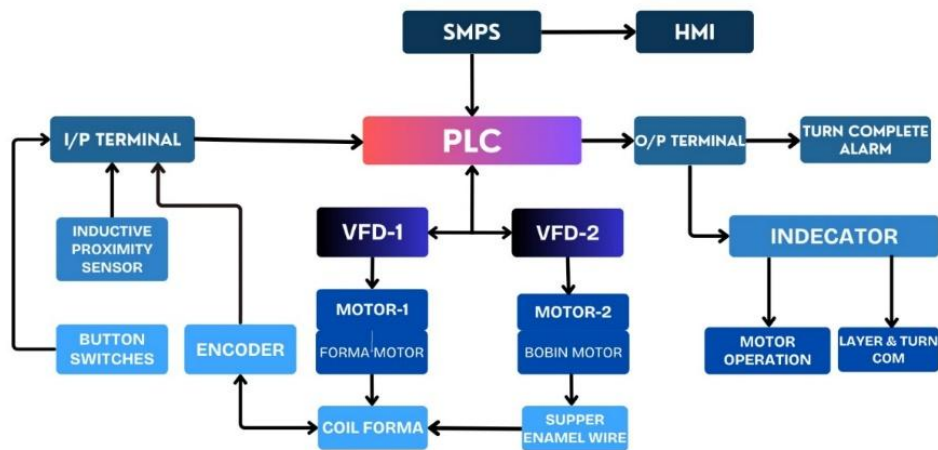 SMPS
HMI
I/P TERMINAL
PLC
O/P TERMINAL
TURN COMPLETE
ALARM
INDUCTIVE
PROXIMITY
SENSOR
VFD-1
VFD-2
INDECATOR
MOTOR-1
MOTOR-2
BUTTON
SWITCHES
ENCODER
FORMA MOTOR
BOBIN MOTOR
MOTOR
OPERATION
LAYER & TURN
COM
COIL FORMA
SUPPER
ENAMEL WIRE